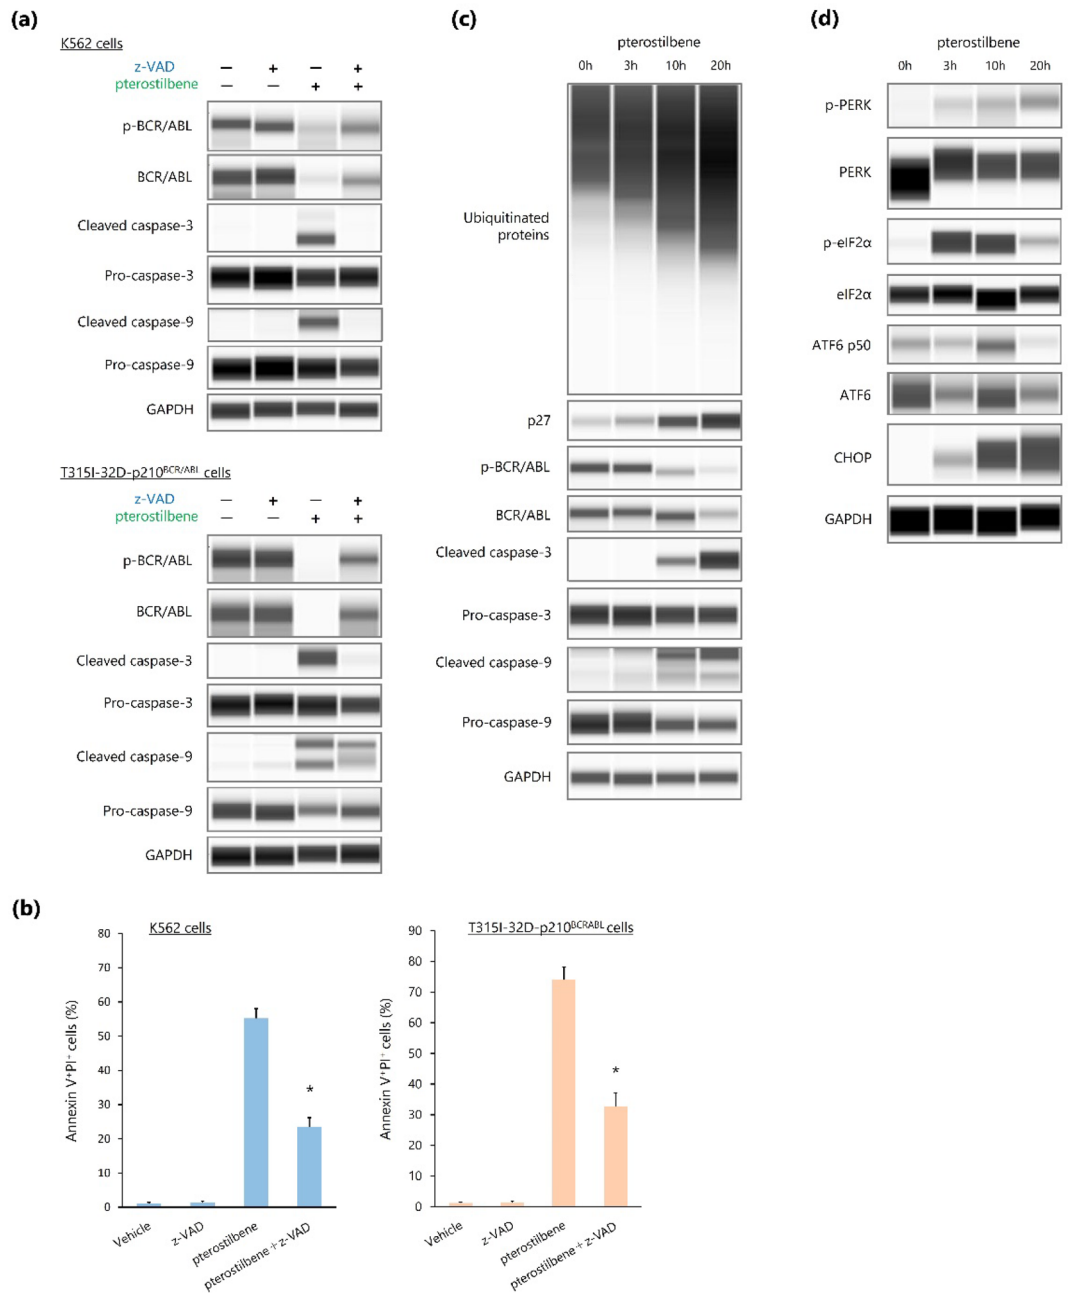 (a)
K562 cells
z-VAD − + − +
pterostilbene − − + +
p-BCR/ABL
BCR/ABL
Cleaved caspase-3
Pro-caspase-3
Cleaved caspase-9
Pro-caspase-9
GAPDH
T315I-32D-p210BCR/ABL cells
z-VAD − + − +
pterostilbene − − + +
p-BCR/ABL
BCR/ABL
Cleaved caspase-3
Pro-caspase-3
Cleaved caspase-9
Pro-caspase-9
GAPDH
(c)
pterostilbene
0h 3h 10h 20h
Ubiquitinated
proteins
p27
p-BCR/ABL
BCR/ABL
Cleaved caspase-3
Pro-caspase-3
Cleaved caspase-9
Pro-caspase-9
GAPDH
(d)
pterostilbene
0h 3h 10h 20h
p-PERK
PERK
p-eIF2α
eIF2α
ATF6 p50
ATF6
CHOP
GAPDH
(b)
K562 cells
Annexin V⁺PI⁺ cells (%)
80
70
60
50
40
30
20
10
0
*
Vehicle
z-VAD
pterostilbene
pterostilbene+z-VAD
T315I-32D-p210BCRABL cells
Annexin V⁺PI⁺ cells (%)
90
80
70
60
50
40
30
20
10
0
*
Vehicle
z-VAD
pterostilbene
pterostilbene+z-VAD